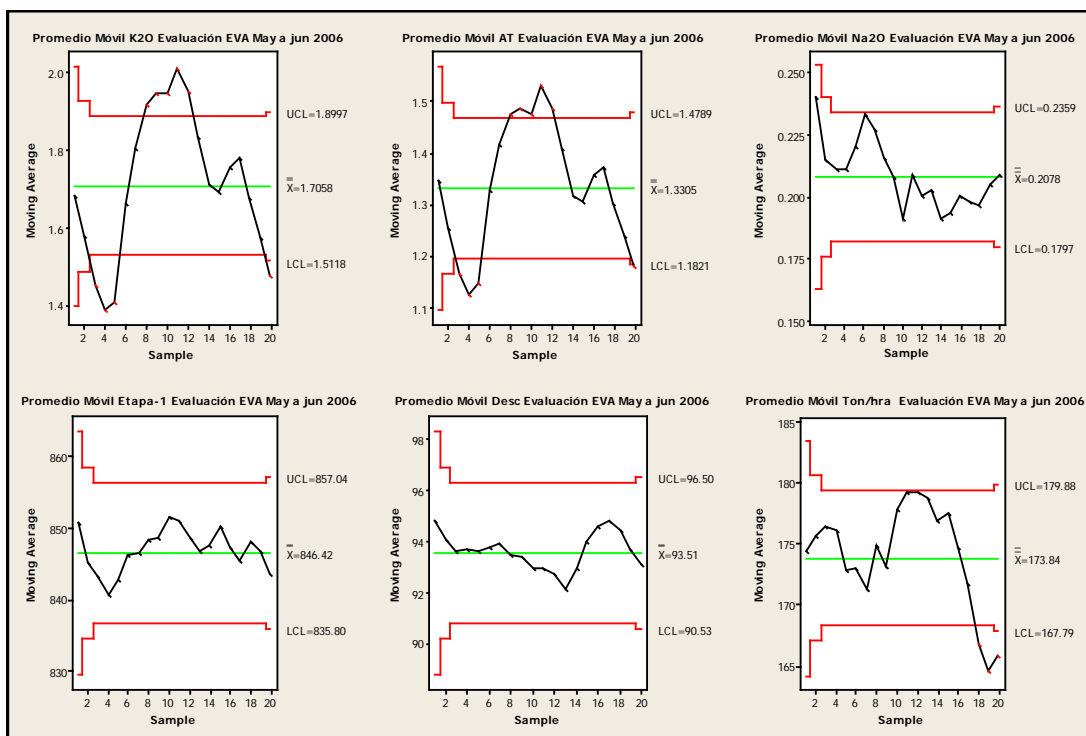 Promedio Móvil K2O Evaluación EVA May a jun 2006
Moving Average
2.0
1.8
1.6
1.4
UCL=1.8997
X=1.7058
LCL=1.5118
2 4 6 8 10 12 14 16 18 20
Sample
Promedio Móvil AT Evaluación EVA May a jun 2006
Moving Average
1.5
1.4
1.3
1.2
1.1
UCL=1.4789
X=1.3305
LCL=1.1821
2 4 6 8 10 12 14 16 18 20
Sample
Promedio Móvil Na2O Evaluación EVA May a jun 2006
Moving Average
0.250
0.225
0.200
0.175
0.150
UCL=0.2359
X=0.2078
LCL=0.1797
2 4 6 8 10 12 14 16 18 20
Sample
Promedio Móvil Etapa-1 Evaluación EVA May a jun 2006
Moving Average
860
850
840
830
UCL=857.04
X=846.42
LCL=835.80
2 4 6 8 10 12 14 16 18 20
Sample
Promedio Móvil Desc Evaluación EVA May a jun 2006
Moving Average
98
96
94
92
90
UCL=96.50
X=93.51
LCL=90.53
2 4 6 8 10 12 14 16 18 20
Sample
Promedio Móvil Ton/hra Evaluación EVA May a jun 2006
Moving Average
185
180
175
170
165
UCL=179.88
X=173.84
LCL=167.79
2 4 6 8 10 12 14 16 18 20
Sample